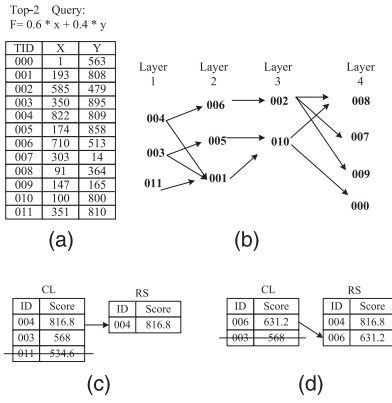 Top-2 Query:
F= 0.6 * x + 0.4 * y
TID X Y
000 1 563
001 193 808
002 585 479
003 350 895
004 822 809
005 174 858
006 710 513
007 303 14
008 91 364
009 147 165
010 100 800
011 351 810
(a)
Layer 1
Layer 2
Layer 3
Layer 4
004
003
011
006
005
001
002
010
008
007
009
000
(b)
CL
ID Score
004 816.8
003 568
011 534.6
RS
ID Score
004 816.8
(c)
CL
ID Score
006 631.2
003 568
RS
ID Score
004 816.8
006 631.2
(d)